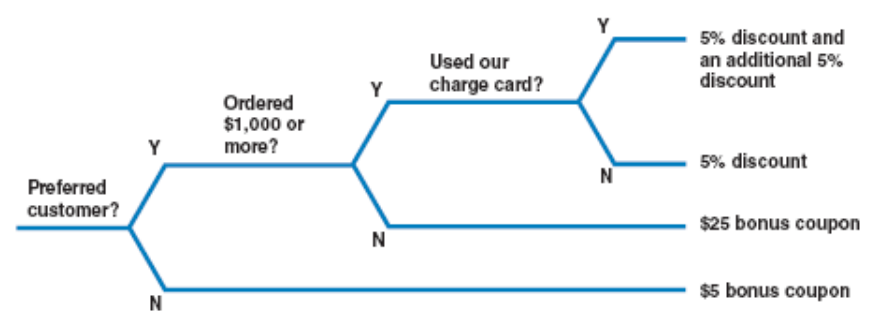 Y
5% discount and
an additional 5%
discount
Used our
charge card?
Y
Ordered
$1,000 or
more?
Y
N
5% discount
Preferred
customer?
N
$25 bonus coupon
N
$5 bonus coupon